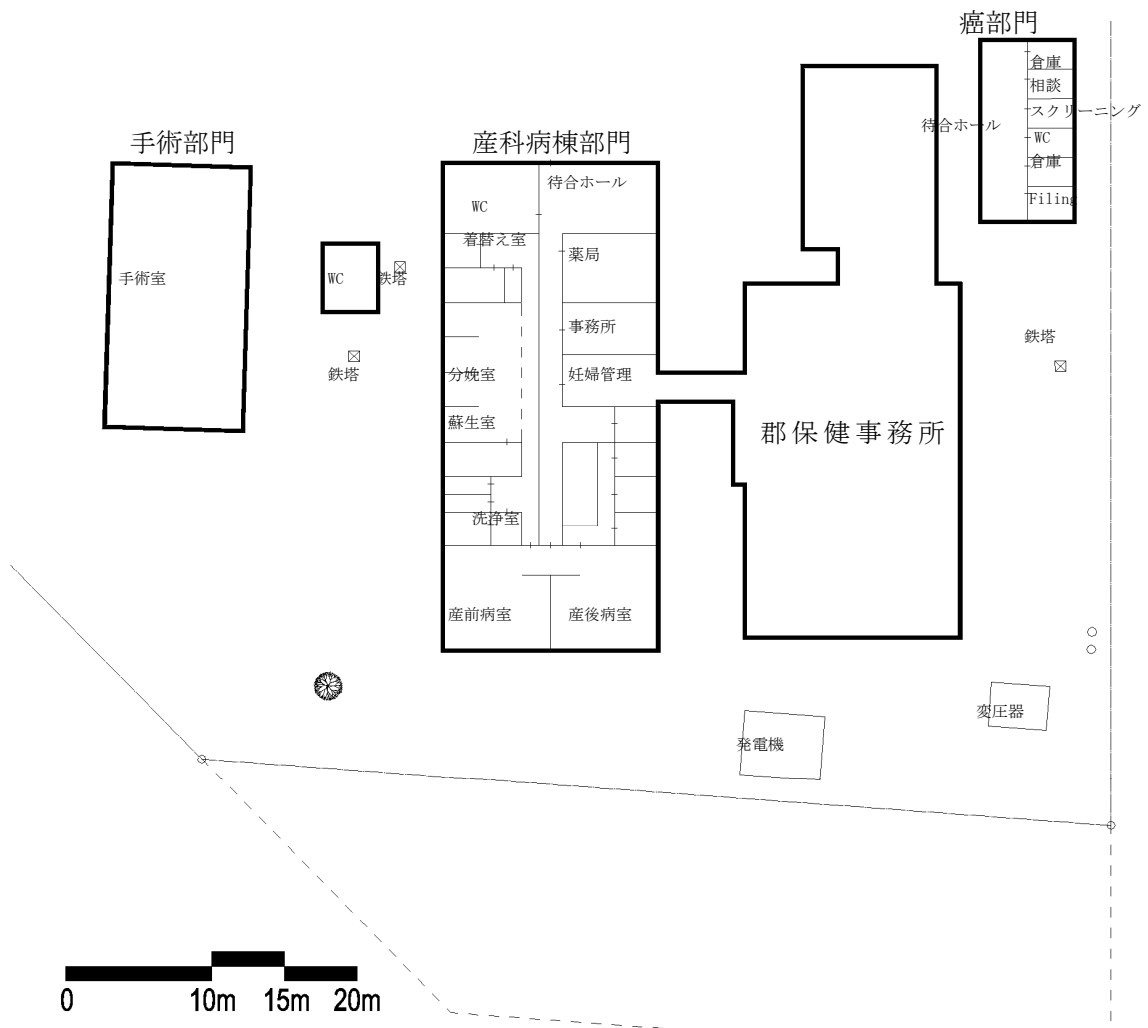 癌部門
倉庫
相談
スクリーニング
待合ホール
WC
倉庫
Filing
手術部門
産科病棟部門
待合ホール
WC
着替え室
薬局
手術室
WC
鉄塔
事務所
鉄塔
鉄塔
分娩室
妊婦管理
蘇生室
郡保健事務所
洗浄室
産前病室
産後病室
変圧器
発電機
0 10m 15m 20m